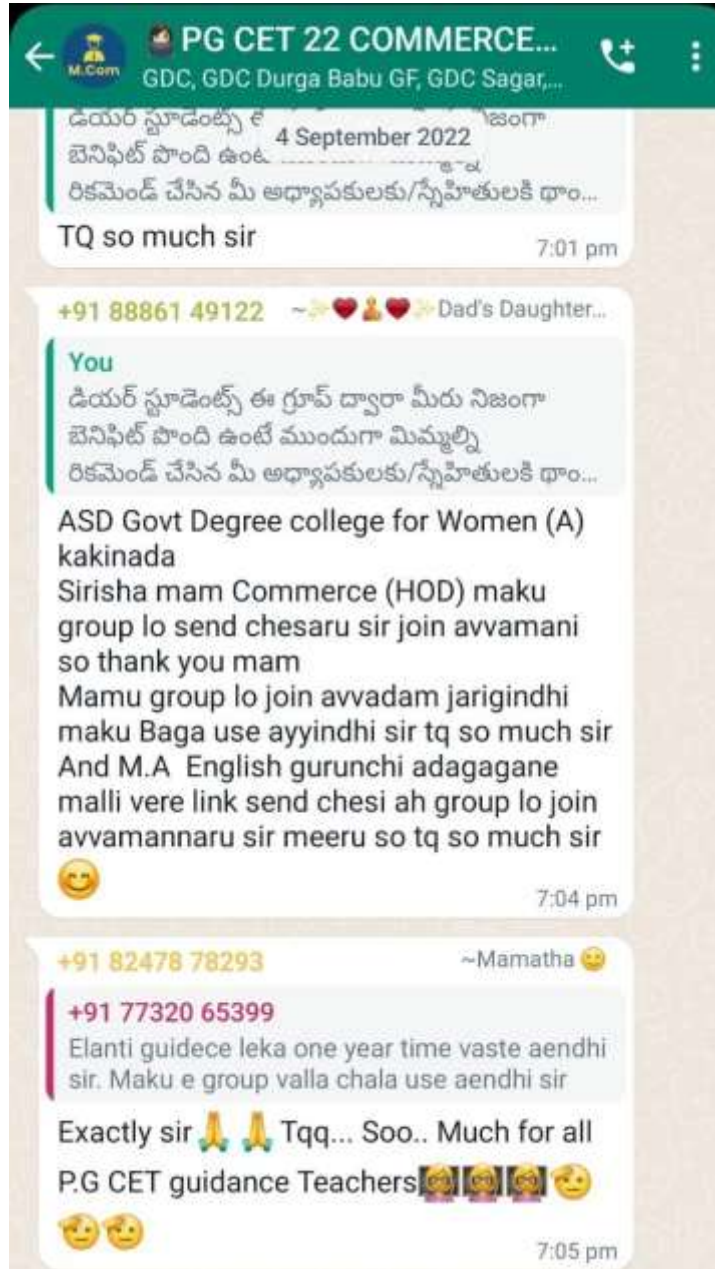 PG CET 22 COMMERCE...
M.Com
GDC, GDC Durga Babu GF, GDC Sagar,...
డియర్ స్టూడెంట్స్ ఈ
4 September 2022
బెనిఫిట్ పొంది ఉంటే
రికమెండ్ చేసిన మీ అధ్యాపకులకు/స్నేహితులకి థాం...
TQ so much sir
7:01 pm
+91 88861 49122 ~✨❤️🧘❤️✨Dad's Daughter...
You
డియర్ స్టూడెంట్స్ ఈ గ్రూప్ ద్వారా మీరు నిజంగా
బెనిఫిట్ పొంది ఉంటే ముందుగా మిమ్మల్ని
రికమెండ్ చేసిన మీ అధ్యాపకులకు/స్నేహితులకి థాం...
ASD Govt Degree college for Women (A)
kakinada
Sirisha mam Commerce (HOD) maku
group lo send chesaru sir join avvamani
so thank you mam
Mamu group lo join avvadam jarigindhi
maku Baga use ayyindhi sir tq so much sir
And M.A English gurunchi adagagane
malli vere link send chesi ah group lo join
avvamannaru sir meeru so tq so much sir
😊
7:04 pm
+91 82478 78293 ~Mamatha 🙂
+91 77320 65399
Elanti guidece leka one year time vaste aendhi
sir. Maku e group valla chala use aendhi sir
Exactly sir🙏 🙏 Tqq... Soo.. Much for all
P.G CET guidance Teachers👩‍🏫👩‍🏫👩‍🏫🫡
🫡🫡
7:05 pm